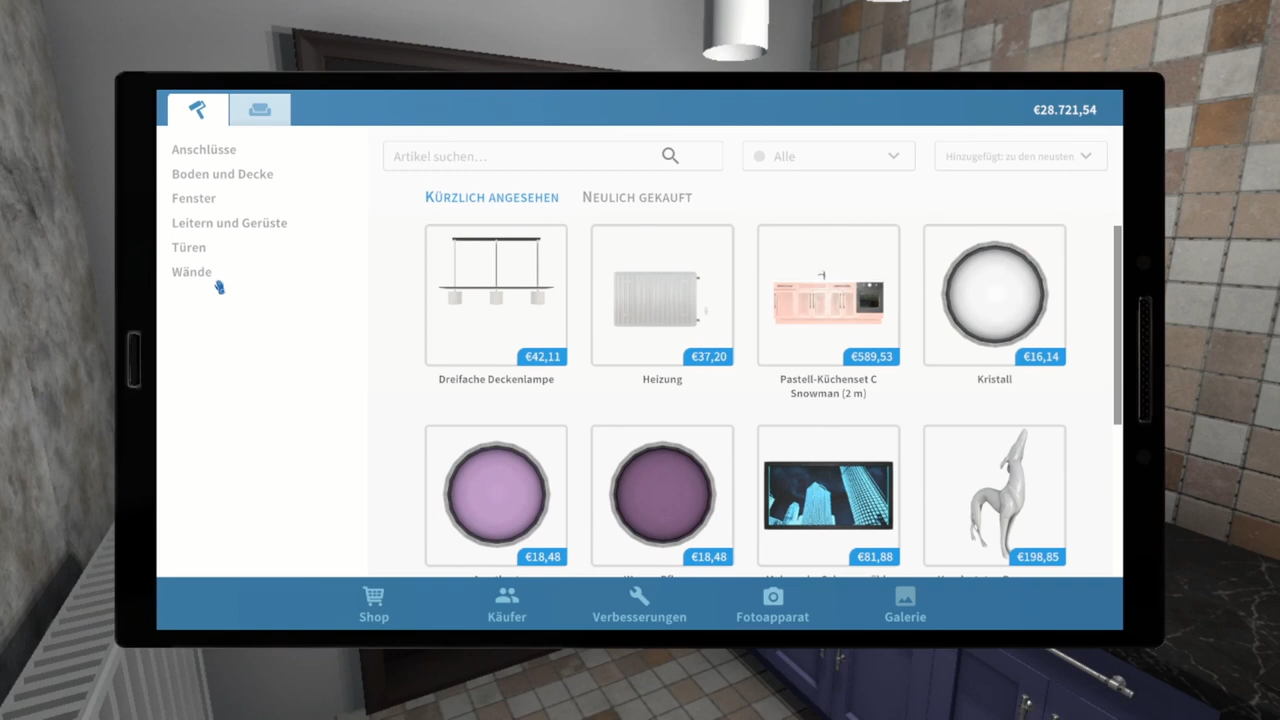 €28.721,54
Anschlüsse
Boden und Decke
Fenster
Leitern und Gerüste
Türen
Wände
Artikel suchen...
Alle
Hinzugefügt: zu den neusten
KÜRZLICH ANGESEHEN
NEULICH GEKAUFT
€42,11
€37,20
€589,53
€16,14
Dreifache Deckenlampe
Heizung
Pastell-Küchenset C
Snowman (2 m)
Kristall
€18,48
€18,48
€81,88
€198,85
Shop
Käufer
Verbesserungen
Fotoapparat
Galerie